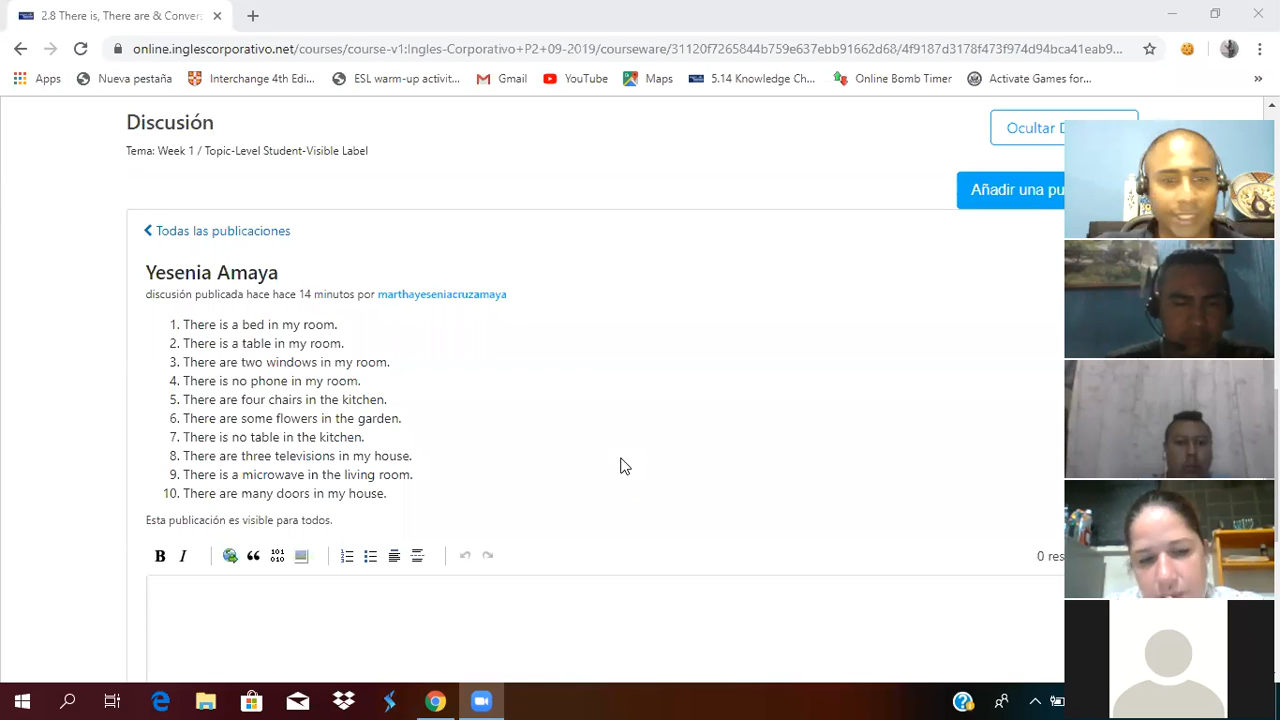 2.8 There is, There are & Convers
online.inglescorporativo.net/courses/course-v1:Ingles-Corporativo+P2+09-2019/courseware/31120f7265844b759e637ebb91662d68/4f9187d3178f473f974d94bca41eab9...
Apps Nueva pestaña Interchange 4th Edi... ESL warm-up activit... Gmail YouTube Maps 5.14 Knowledge Ch... Online Bomb Timer Activate Games for... »
Discusión
Ocultar D
Tema: Week 1 / Topic-Level Student-Visible Label
Añadir una pu
Todas las publicaciones
Yesenia Amaya
discusión publicada hace hace 14 minutos por marthayeseniacruzamaya
1. There is a bed in my room.
2. There is a table in my room.
3. There are two windows in my room.
4. There is no phone in my room.
5. There are four chairs in the kitchen.
6. There are some flowers in the garden.
7. There is no table in the kitchen.
8. There are three televisions in my house.
9. There is a microwave in the living room.
10. There are many doors in my house.
Esta publicación es visible para todos.
B I 101 010
0 res